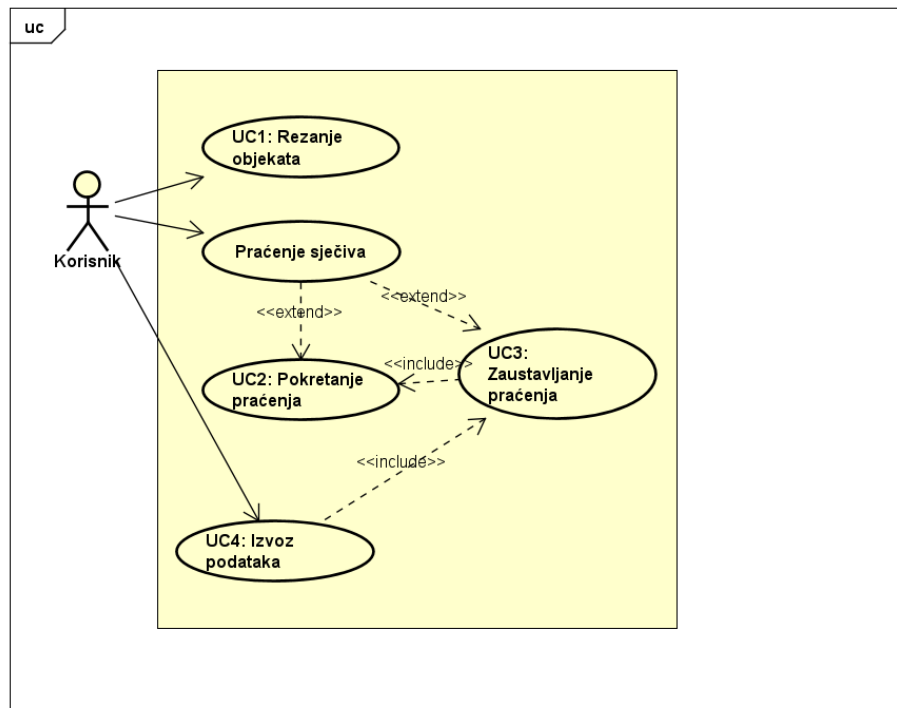 uc
UC1: Rezanje
objekata
Korisnik
Praćenje sječiva
<<extend>>
<<extend>>
UC2: Pokretanje
praćenja
<<include>>
UC3:
Zaustavljanje
praćenja
<<include>>
UC4: Izvoz
podataka